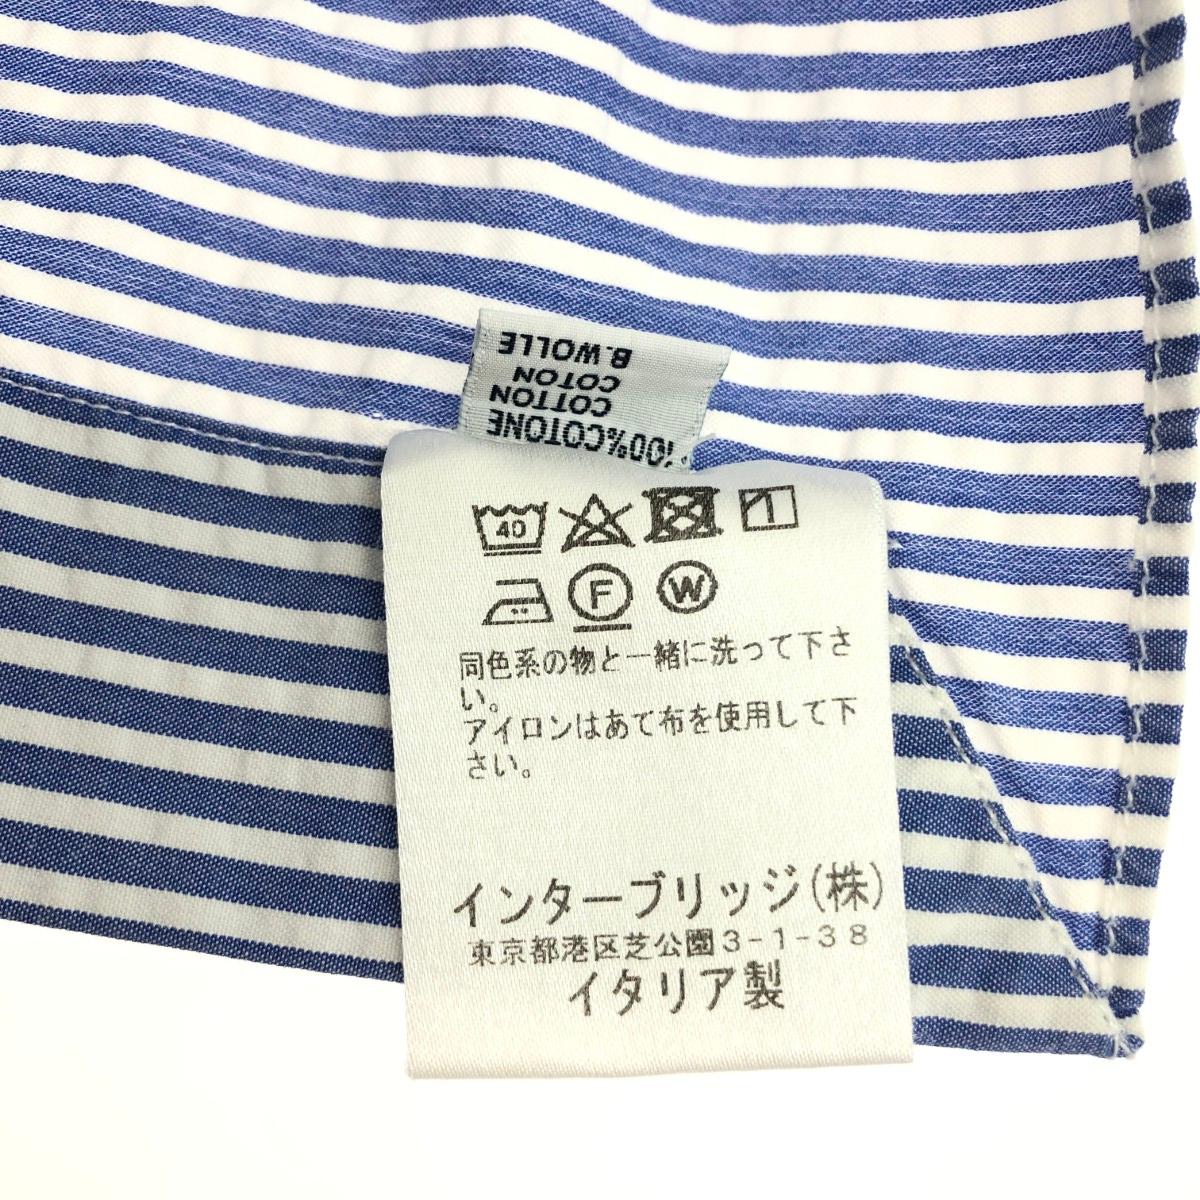 100%COTONE
COTTON
COTON
B.WOLLE
40
F
W
同色系の物と一緒に洗って下さ
い。
アイロンはあて布を使用して下
さい。
インターブリッジ(株)
東京都港区芝公園3-1-38
イタリア製